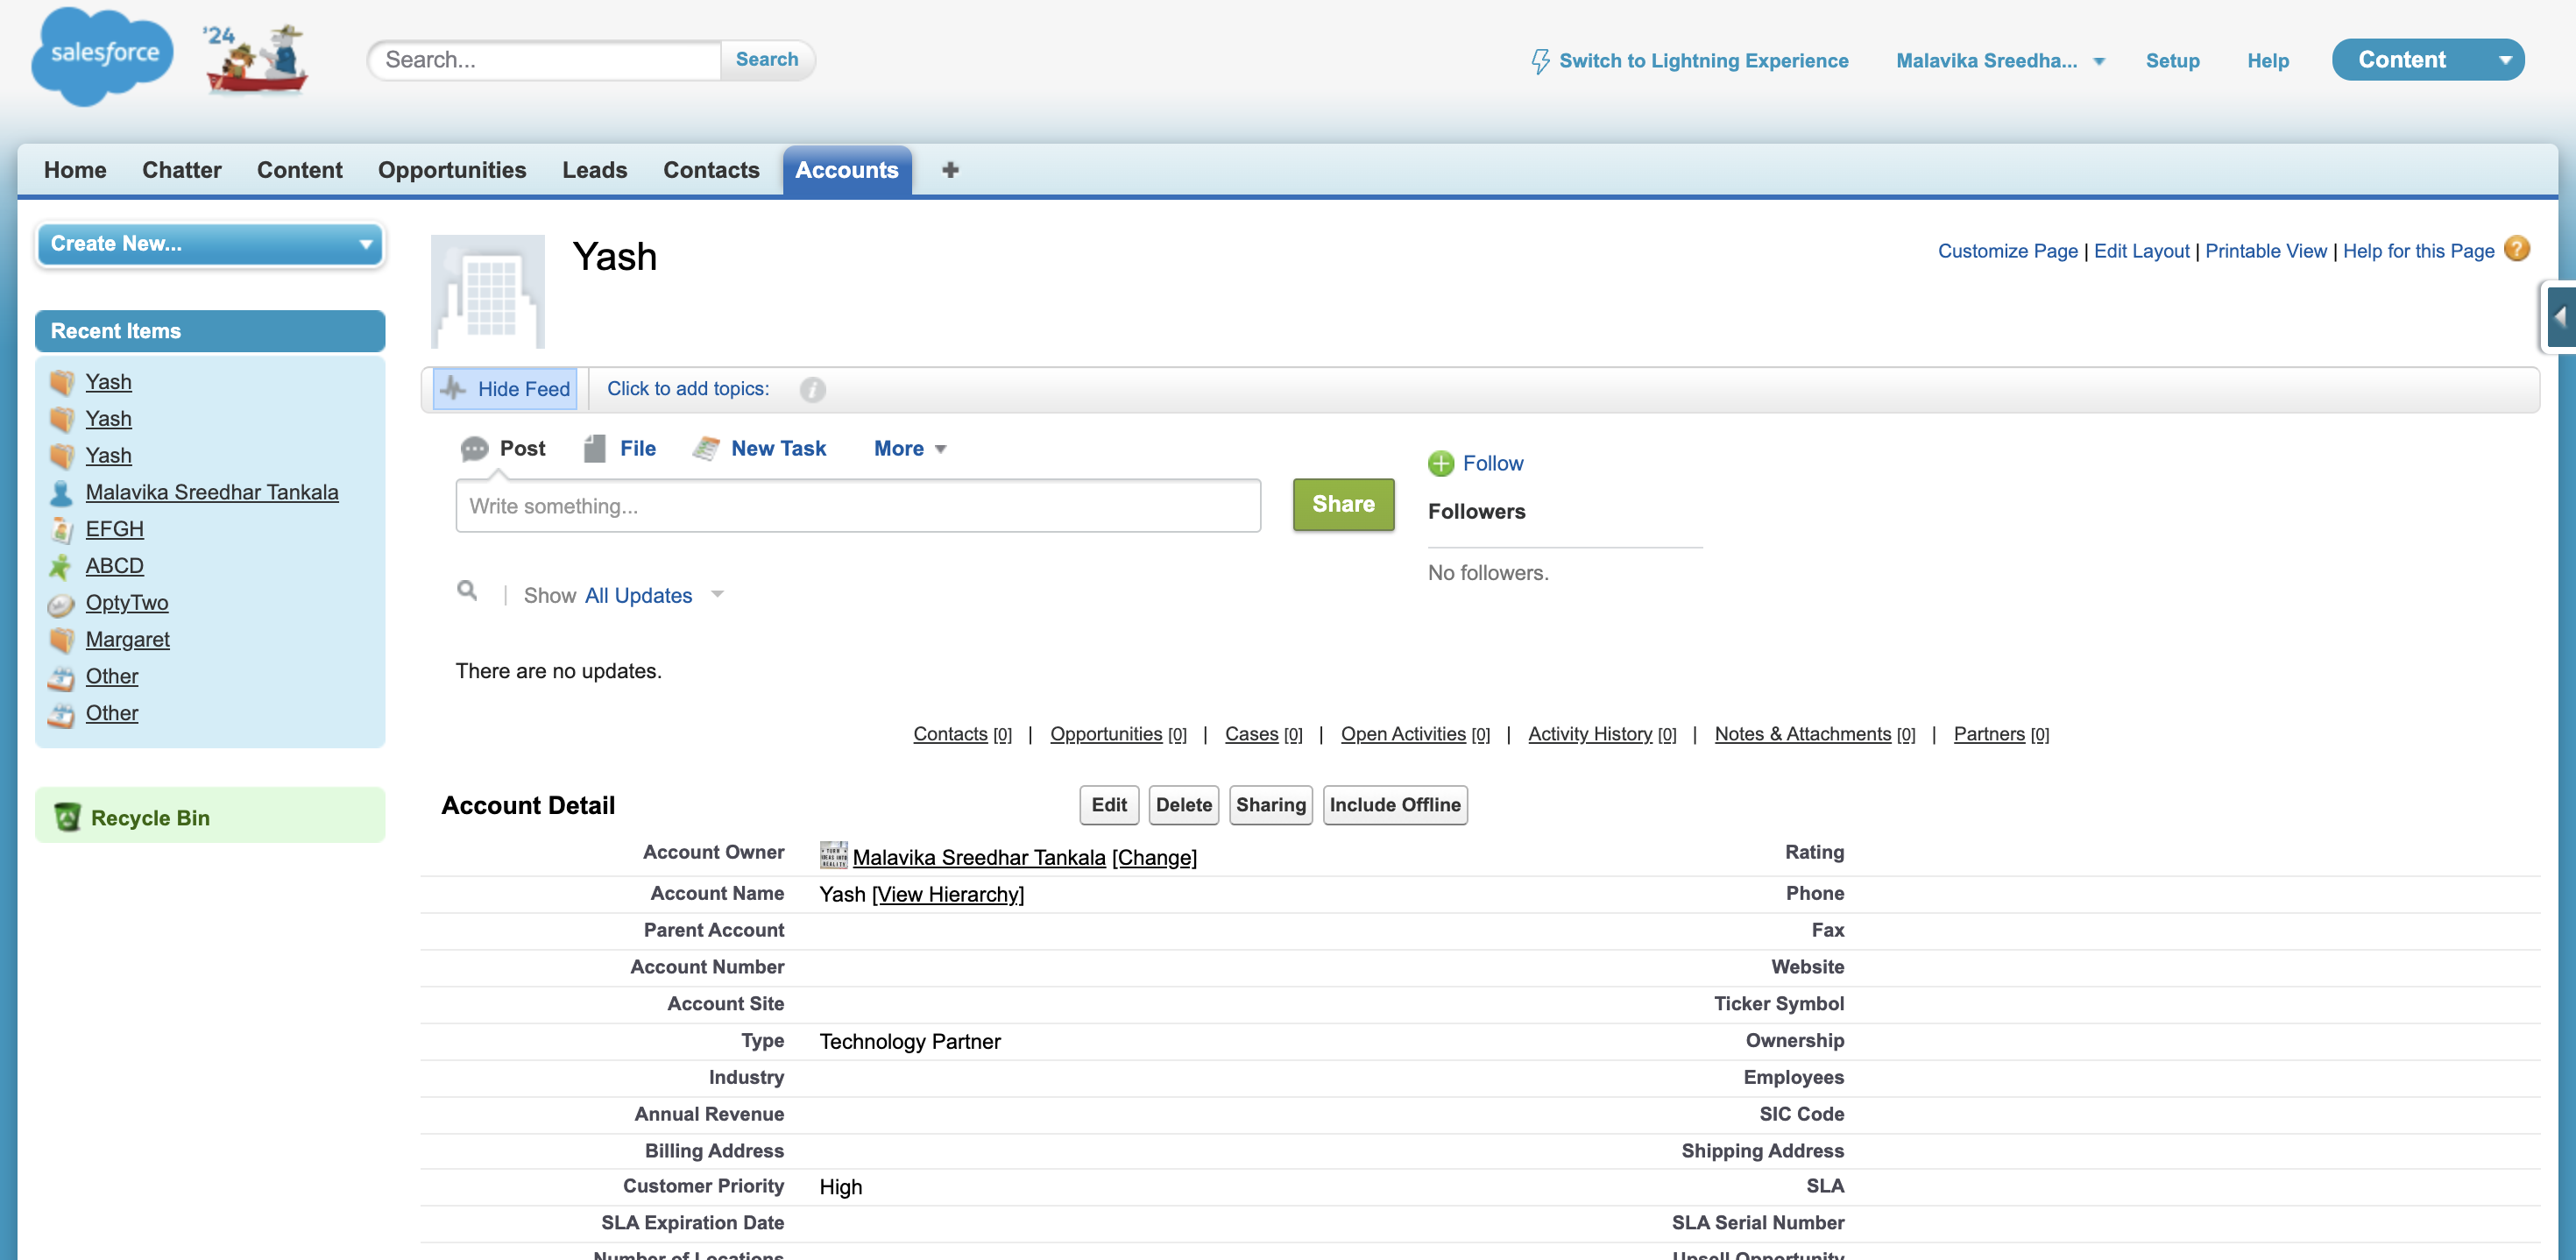 salesforce
'24
Search...
Search
Switch to Lightning Experience
Malavika Sreedha...
Setup
Help
Content
Home
Chatter
Content
Opportunities
Leads
Contacts
Accounts
Create New...
Recent Items
Yash
Yash
Yash
Malavika Sreedhar Tankala
EFGH
ABCD
OptyTwo
Margaret
Other
Other
Recycle Bin
Yash
Customize Page | Edit Layout | Printable View | Help for this Page ?
Hide Feed
Click to add topics:
Post
File
New Task
More
Write something...
Share
Follow
Followers
No followers.
Show All Updates
There are no updates.
Contacts [0] | Opportunities [0] | Cases [0] | Open Activities [0] | Activity History [0] | Notes & Attachments [0] | Partners [0]
Account Detail
Edit
Delete
Sharing
Include Offline
Account Owner Malavika Sreedhar Tankala [Change] Rating
Account Name Yash [View Hierarchy] Phone
Parent Account Fax
Account Number Website
Account Site Ticker Symbol
Type Technology Partner Ownership
Industry Employees
Annual Revenue SIC Code
Billing Address Shipping Address
Customer Priority High SLA
SLA Expiration Date SLA Serial Number
Number of Locations Upsell Opportunity